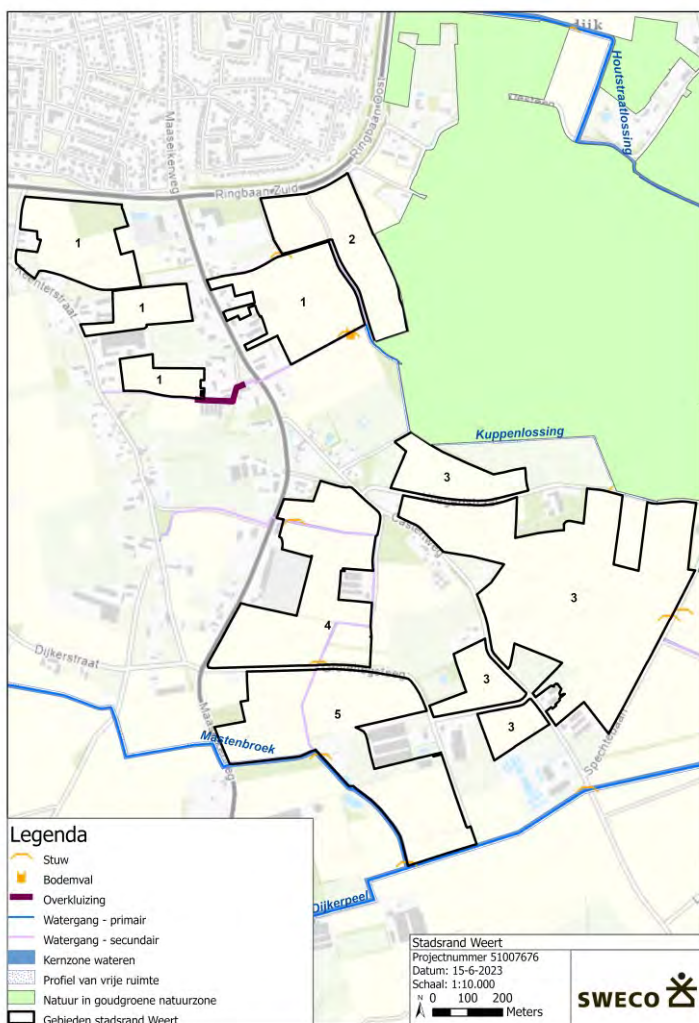 dijk
Houtstraatlossing
Maaseikerweg
Ringbaan Oost
Ringbaan Zuid
1
2
1
1
1
Kuppenlossing
3
Castertweg
3
4
Dijkerstraat
3
5
3
Mastenbroek
Spechtelaan
Dijkerpeel
Legenda
Stuw
Bodemval
Overkluizing
Watergang - primair
Watergang - secundair
Kernzone wateren
Profiel van vrije ruimte
Natuur in goudgroene natuurzone
Gebieden stadsrand Weert
Stadsrand Weert
Projectnummer 51007676
Datum: 15-6-2023
Schaal: 1:10.000
N
0 100 200
Meters
SWECO